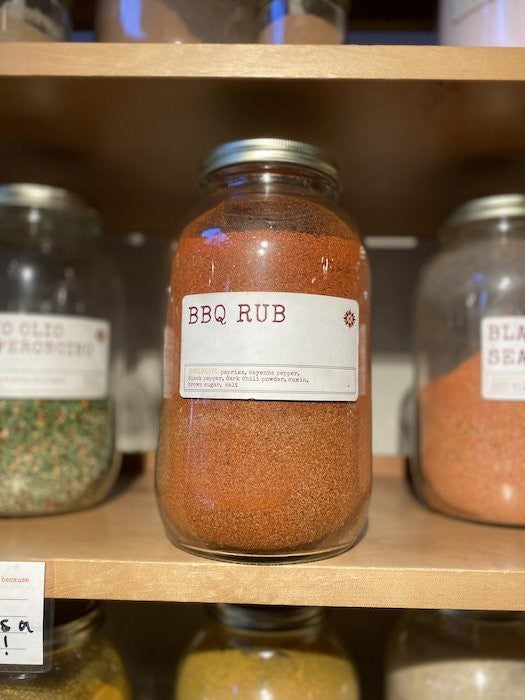 O OLIO
PERONCINO
BBQ RUB
INGREDIENTS: paprika, cayenne pepper,
black pepper, dark chili powder, cumin,
brown sugar, salt
BLA
SEA
because
s a
!